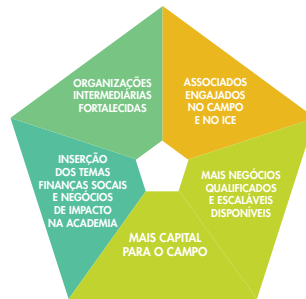 ORGANIZAÇÕES
INTERMEDIÁRIAS
FORTALECIDAS
ASSOCIADOS
ENGAJADOS
NO CAMPO
E NO ICE
INSERÇÃO
DOS TEMAS
FINANÇAS SOCAIS
E NEGÓCIOS
DE IMPACTO
NA ACADEMIA
MAIS NEGÓCIOS
QUALIFICADOS
E ESCALÁVEIS
DISPONÍVEIS
MAIS CAPITAL
PARA O CAMPO